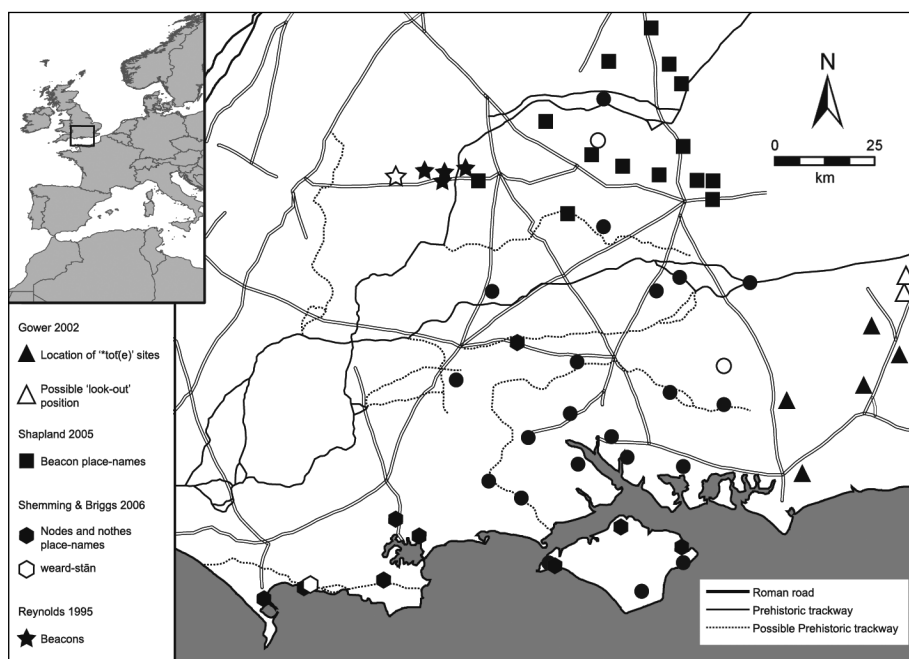 N
0 25
km
Gower 2002
Location of '*tot(e)' sites
Possible 'look-out'
position
Shapland 2005
Beacon place-names
Shemming & Briggs 2006
Nodes and nothes
place-names
weard-stān
Reynolds 1995
Beacons
Roman road
Prehistoric trackway
Possible Prehistoric trackway